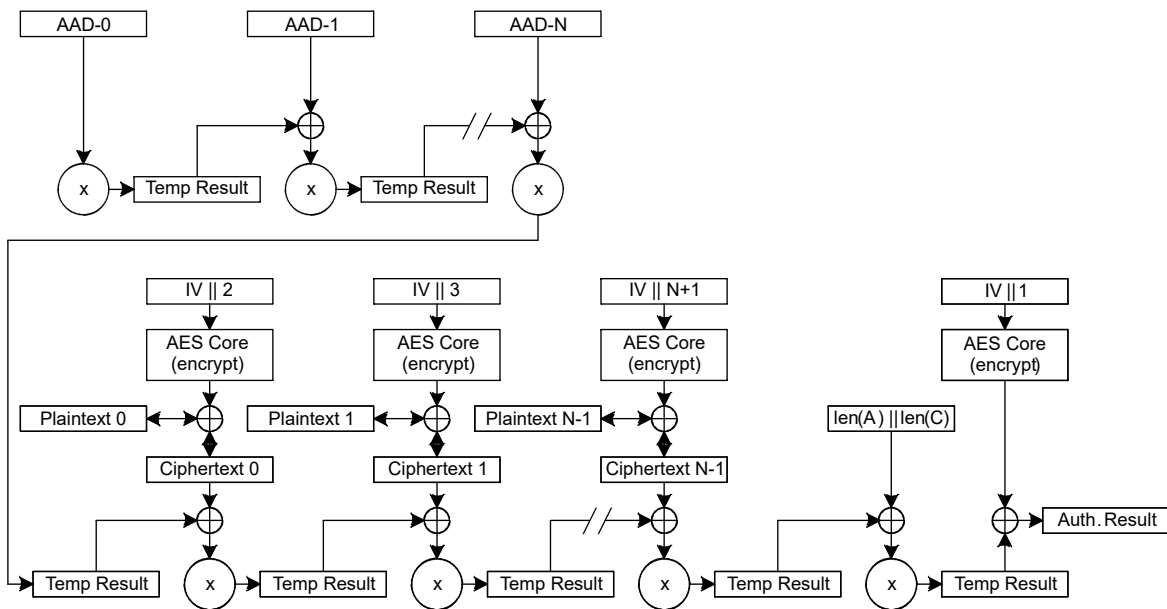 AAD-0
AAD-1
AAD-N
x
Temp Result
x
Temp Result
x
IV || 2
IV || 3
IV || N+1
IV || 1
AES Core
(encrypt)
AES Core
(encrypt)
AES Core
(encrypt)
AES Core
(encrypt)
Plaintext 0
Plaintext 1
Plaintext N-1
len(A) || len(C)
Ciphertext 0
Ciphertext 1
Ciphertext N-1
Auth. Result
Temp Result
x
Temp Result
x
Temp Result
x
Temp Result
x
Temp Result